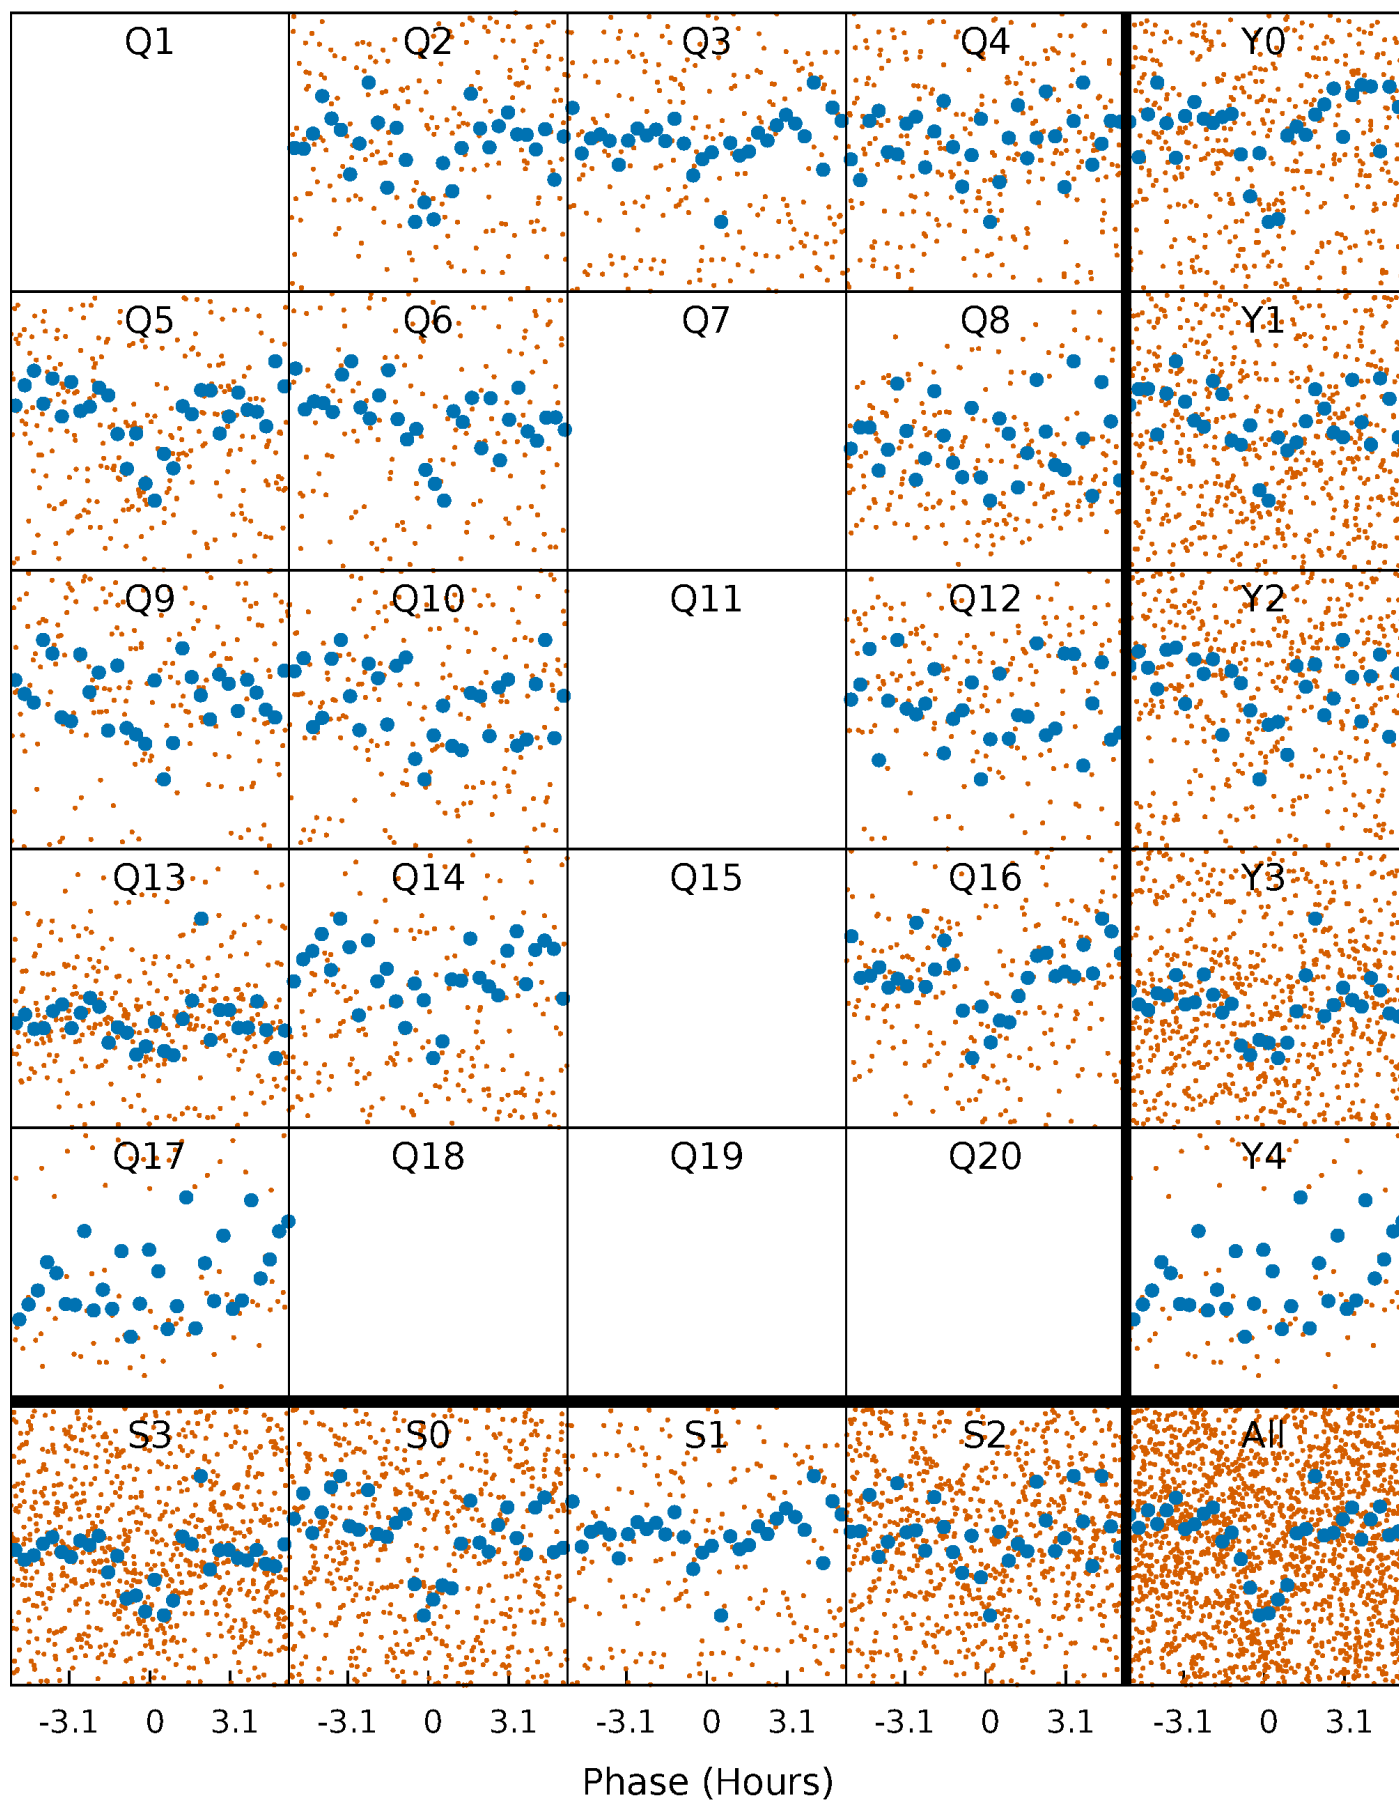 Q1 Q2 Q3 Q4 Y0
Q5 Q6 Q7 Q8 Y1
Q9 Q10 Q11 Q12 Y2
Q13 Q14 Q15 Q16 Y3
Q17 Q18 Q19 Q20 Y4
S3 S0 S1 S2 All
-3.1 0 3.1 -3.1 0 3.1 -3.1 0 3.1 -3.1 0 3.1 -3.1 0 3.1
Phase (Hours)